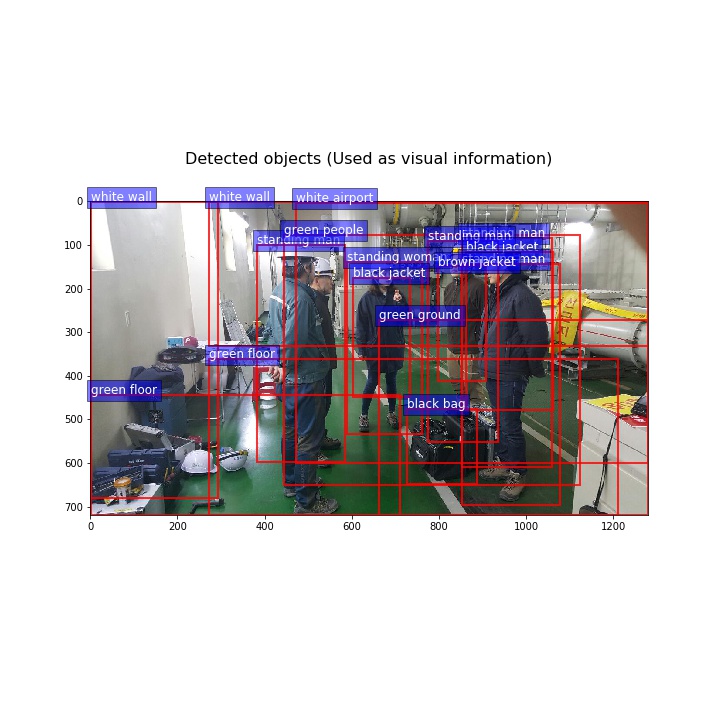 Detected objects (Used as visual information)
white wall
white wall
white airport
green people
standing man
standing man
standing man
black jacket
standing woman
standing man
brown jacket
black jacket
green ground
green floor
green floor
black bag
0
100
200
300
400
500
600
700
0
200
400
600
800
1000
1200